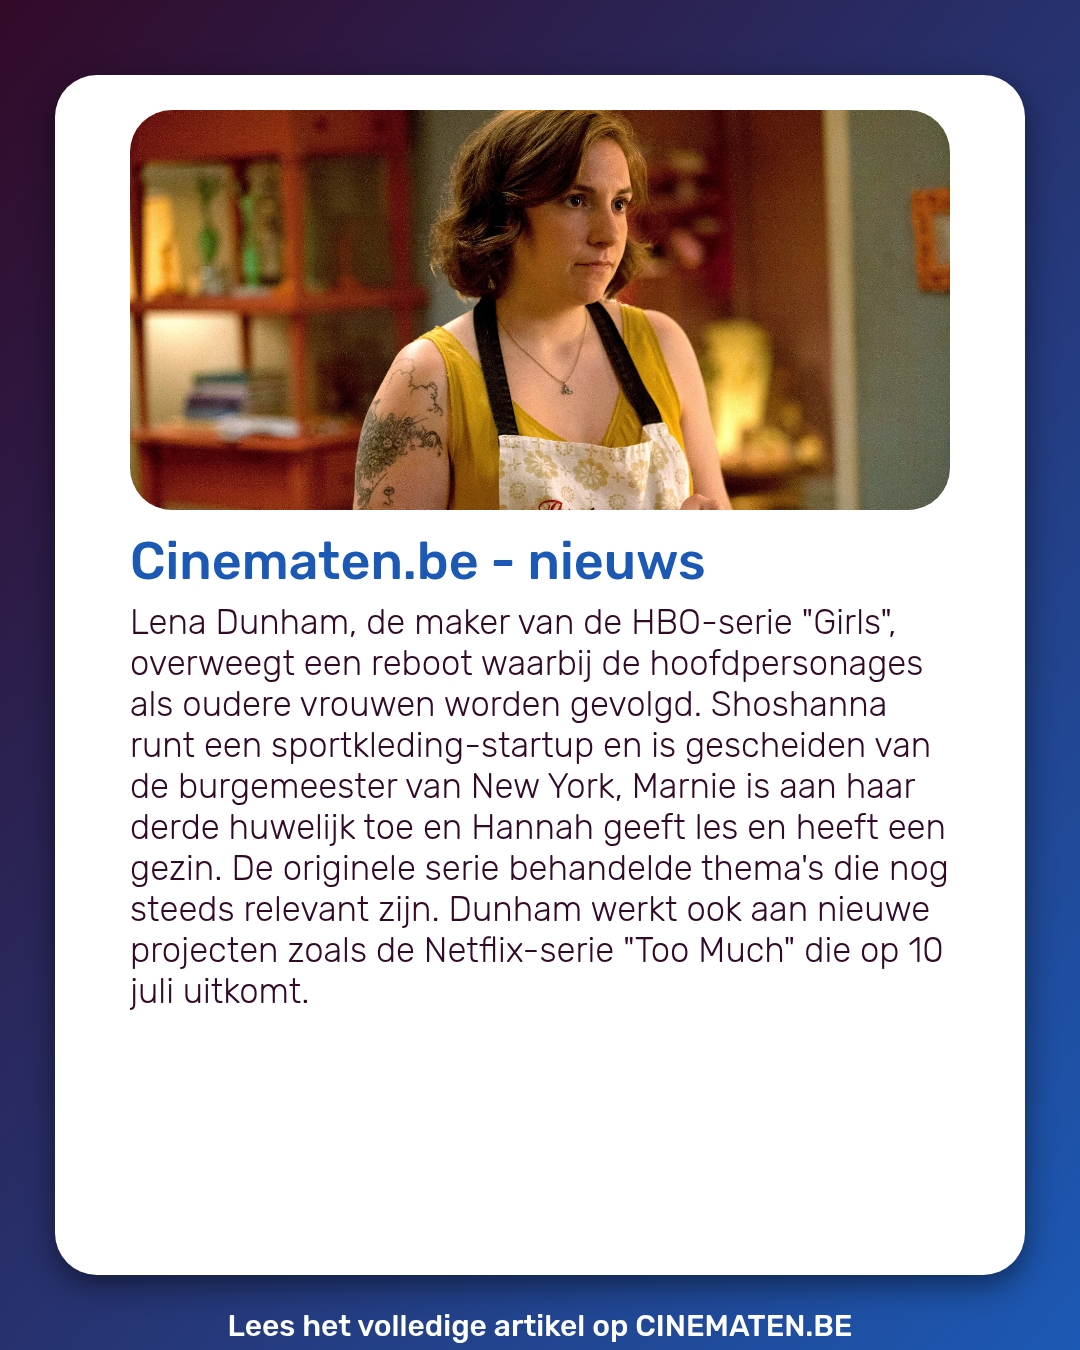 Cinematen.be - nieuws
Lena Dunham, de maker van de HBO-serie "Girls",
overweegt een reboot waarbij de hoofdpersonages
als oudere vrouwen worden gevolgd. Shoshanna
runt een sportkleding-startup en is gescheiden van
de burgemeester van New York, Marnie is aan haar
derde huwelijk toe en Hannah geeft les en heeft een
gezin. De originele serie behandelde thema's die nog
steeds relevant zijn. Dunham werkt ook aan nieuwe
projecten zoals de Netflix-serie "Too Much" die op 10
juli uitkomt.
Lees het volledige artikel op CINEMATEN.BE